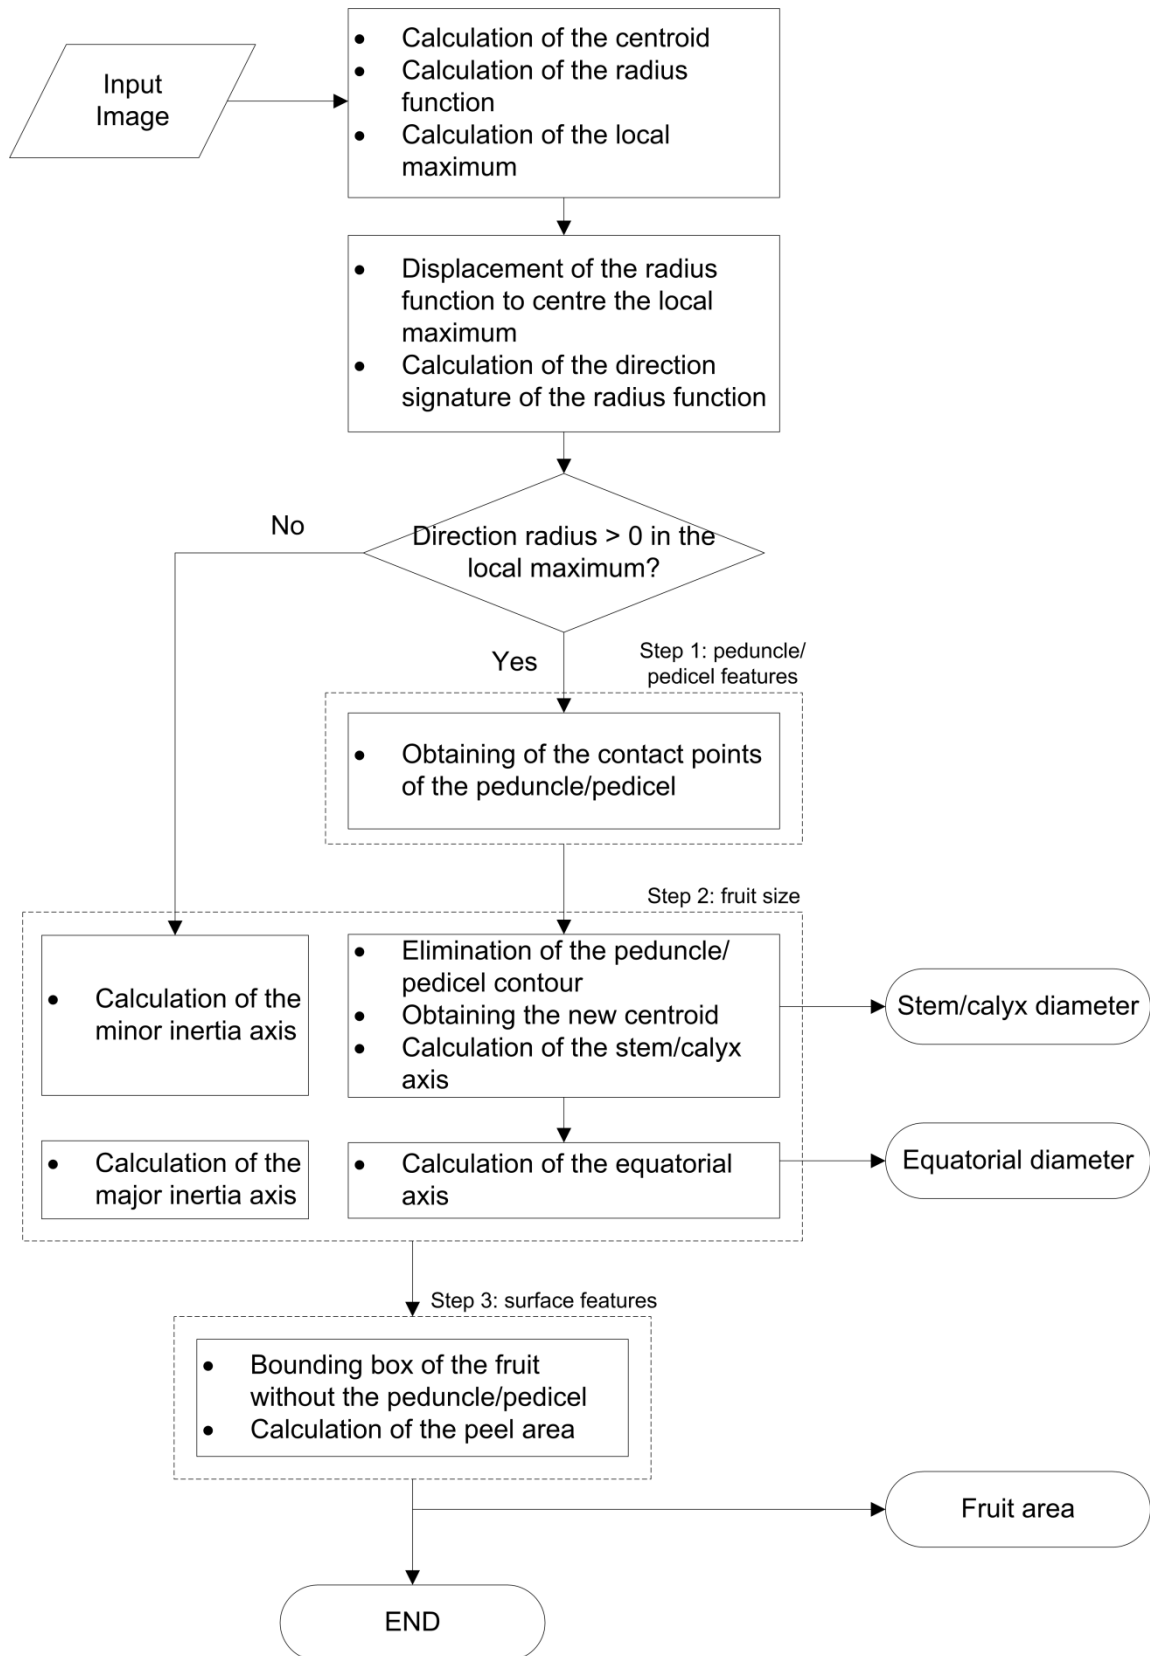 Input
Image
• Calculation of the centroid
• Calculation of the radius
function
• Calculation of the local
maximum
• Displacement of the radius
function to centre the local
maximum
• Calculation of the direction
signature of the radius function
Direction radius > 0 in the
local maximum?
No
Yes
Step 1: peduncle/
pedicel features
• Obtaining of the contact points
of the peduncle/pedicel
Step 2: fruit size
• Calculation of the
minor inertia axis
• Elimination of the peduncle/
pedicel contour
• Obtaining the new centroid
• Calculation of the stem/calyx
axis
Stem/calyx diameter
• Calculation of the
major inertia axis
• Calculation of the equatorial
axis
Equatorial diameter
Step 3: surface features
• Bounding box of the fruit
without the peduncle/pedicel
• Calculation of the peel area
Fruit area
END